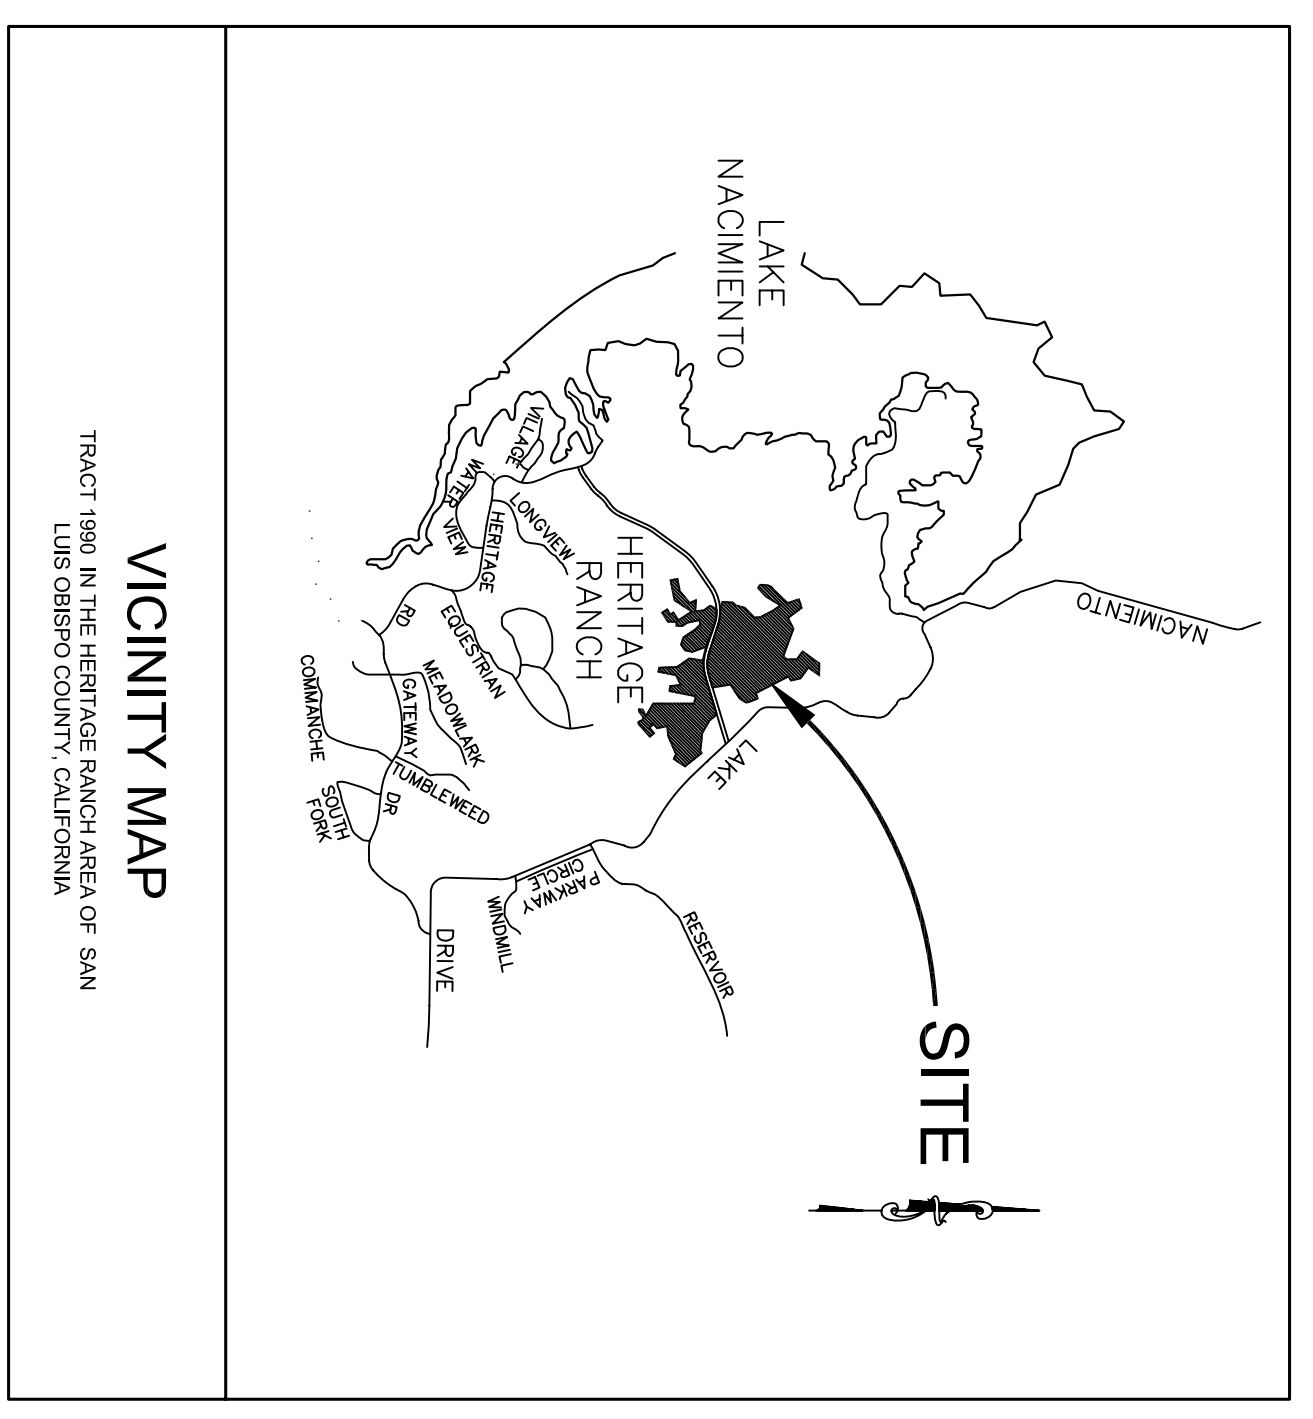 LAKE
NACIMIENTO
NACIMIENTO
SITE
HERITAGE
RANCH
LAKE
VILLAGE
WATER
VIEW
LONGVIEW
HERITAGE
RD
EQUESTRIAN
MEADOWLARK
GATEWAY
COMMANCHE
TUMBLEWEED
DR
SOUTH
FORK
PARKWAY
CIRCLE
WINDMILL
RESERVOIR
DRIVE
VICINITY MAP
TRACT 1990 IN THE HERITAGE RANCH AREA OF SAN
LUIS OBISPO COUNTY, CALIFORNIA